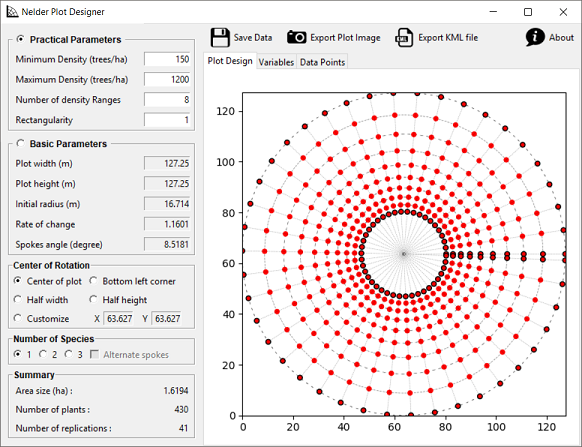 Nelder Plot Designer
Practical Parameters
Minimum Density (trees/ha) 150
Maximum Density (trees/ha) 1200
Number of density Ranges 8
Rectangularity 1
Basic Parameters
Plot width (m) 127.25
Plot height (m) 127.25
Initial radius (m) 16.714
Rate of change 1.1601
Spokes angle (degree) 8.5181
Center of Rotation
Center of plot Bottom left corner
Half width Half height
Customize X 63.627 Y 63.627
Number of Species
1 2 3 Alternate spokes
Summary
Area size (ha) : 1.6194
Number of plants : 430
Number of replications : 41
Save Data Export Plot Image KML Export KML file About
Plot Design Variables Data Points
120
100
80
60
40
20
0
0 20 40 60 80 100 120